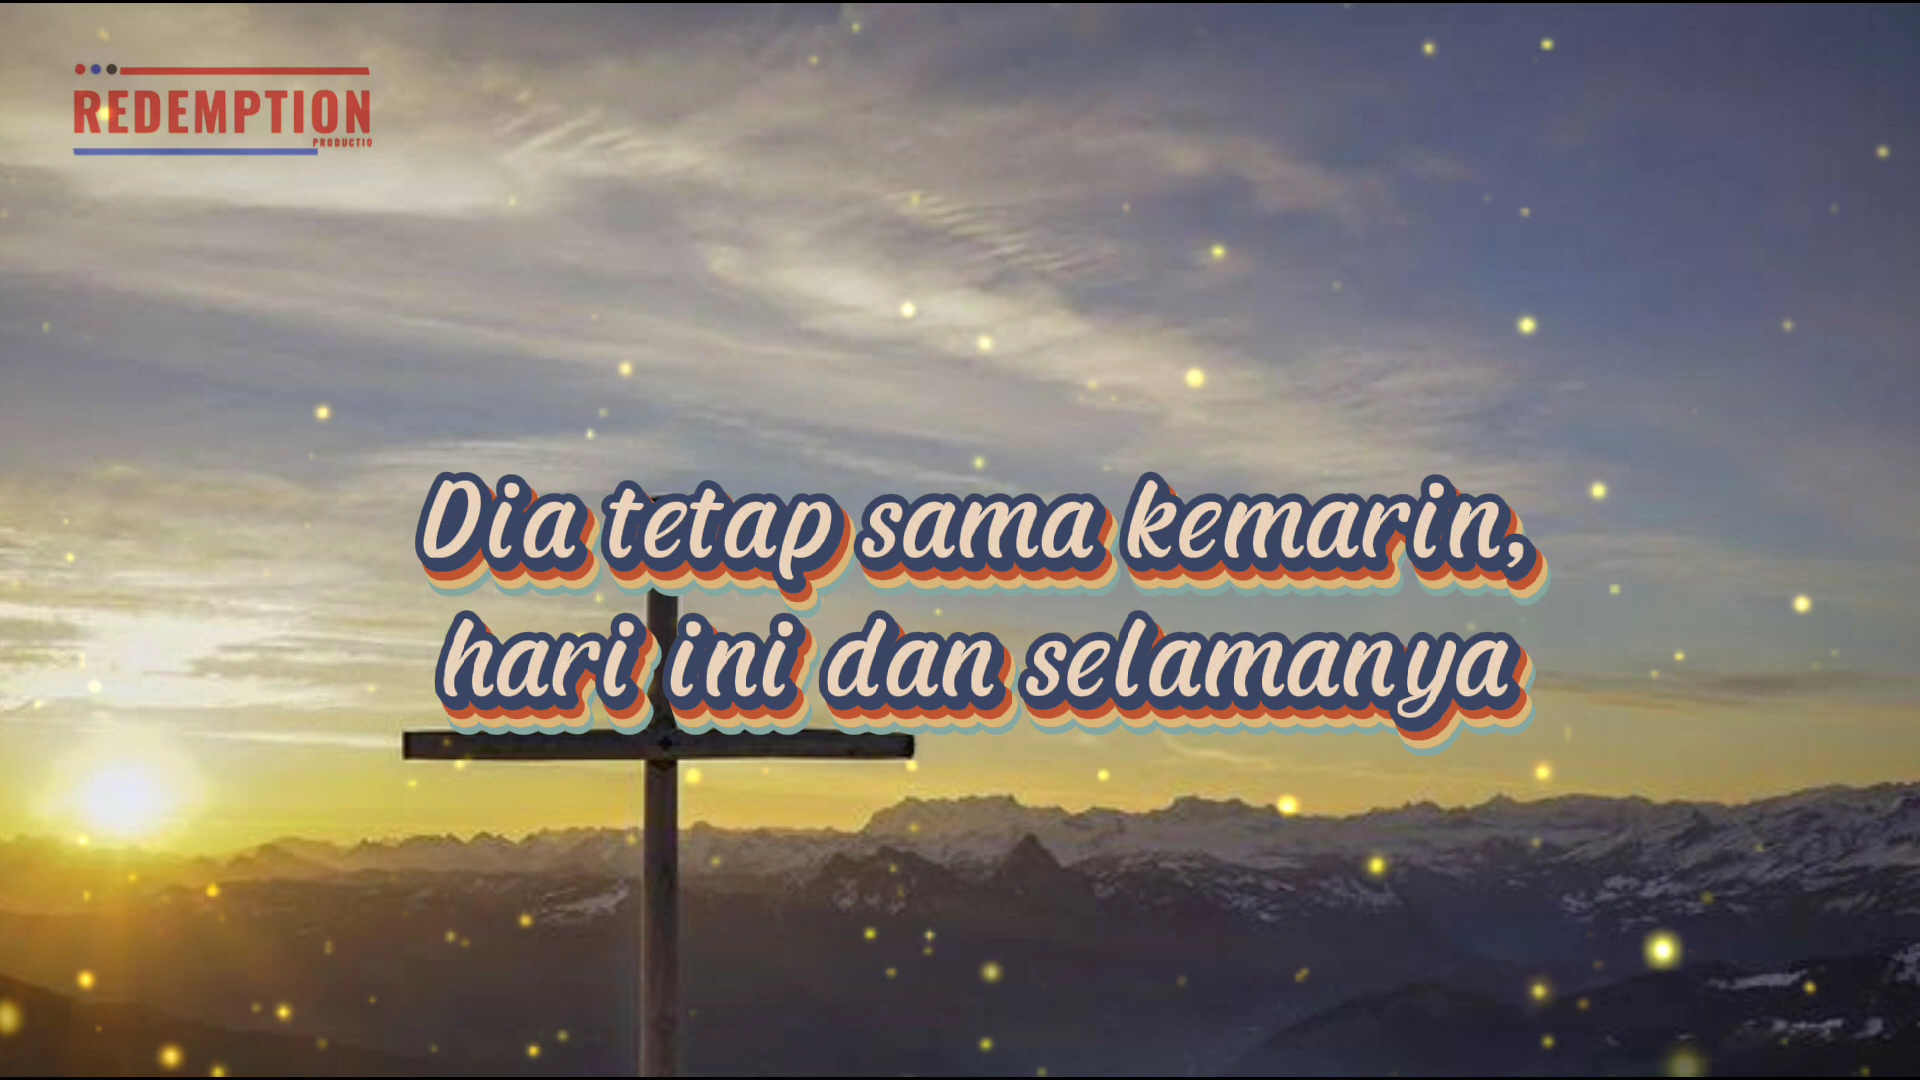 REDEMPTION
PRODUCTIO
Dia tetap sama kemarin,
hari ini dan selamanya